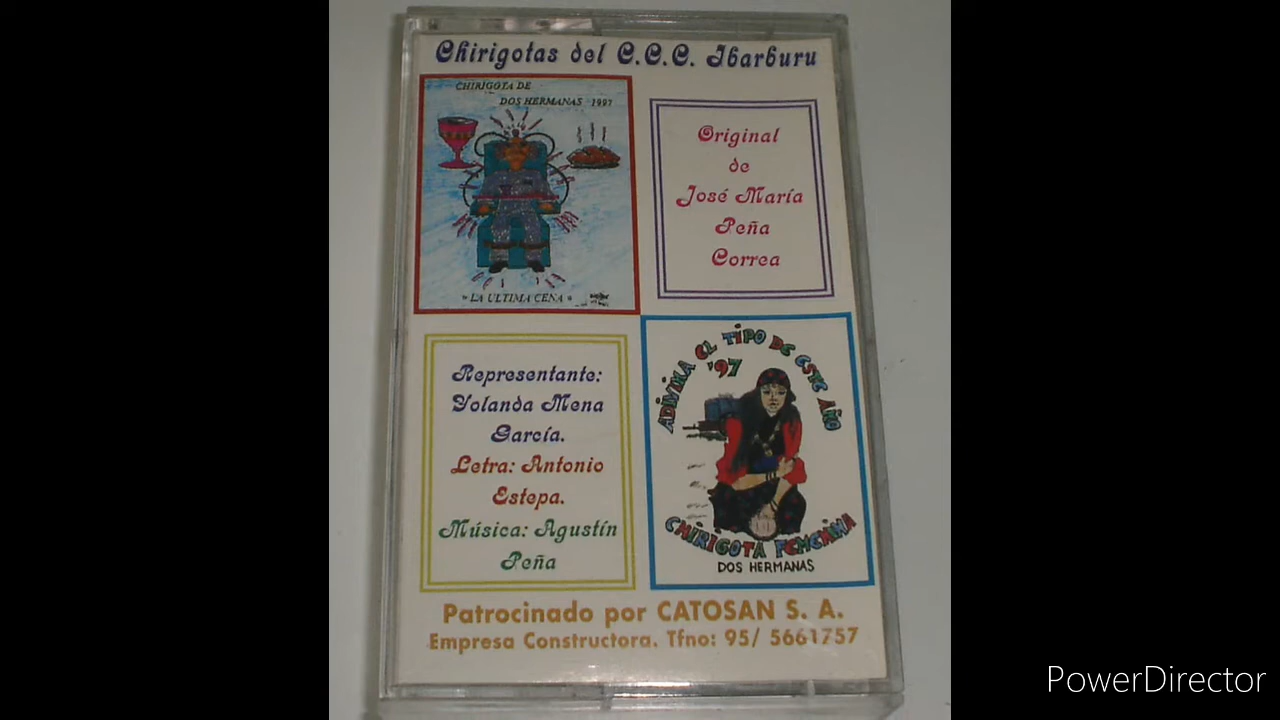 Chirigotas del C.C.C. Ibarburu
CHIRIGOTA DE
DOS HERMANAS 1997
"LA ULTIMA CENA"
Original
de
José María
Peña
Correa
Representante:
Yolanda Mena
García.
Letra: Antonio
Estepa.
Música: Agustín
Peña
ADIVINA EL TIPO DE ESTE AÑO
'97
CHIRIGOTA FEMENINA
DOS HERMANAS
Patrocinado por CATOSAN S. A.
Empresa Constructora. Tfno: 95/ 5661757
PowerDirector